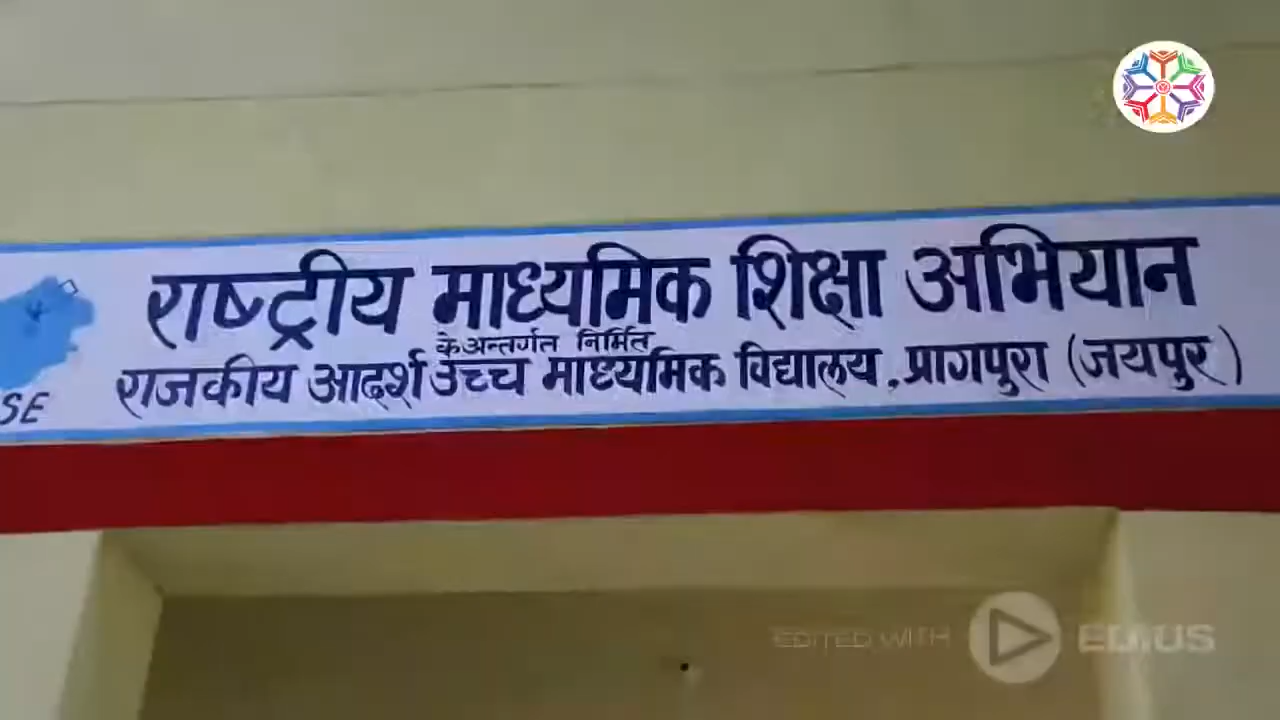 राष्ट्रीय माध्यमिक शिक्षा अभियान
के अन्तर्गत निर्मित
राजकीय आदर्श उच्च माध्यमिक विद्यालय, प्रागपुरा (जयपुर)
SE
EDITED WITH EDIUS